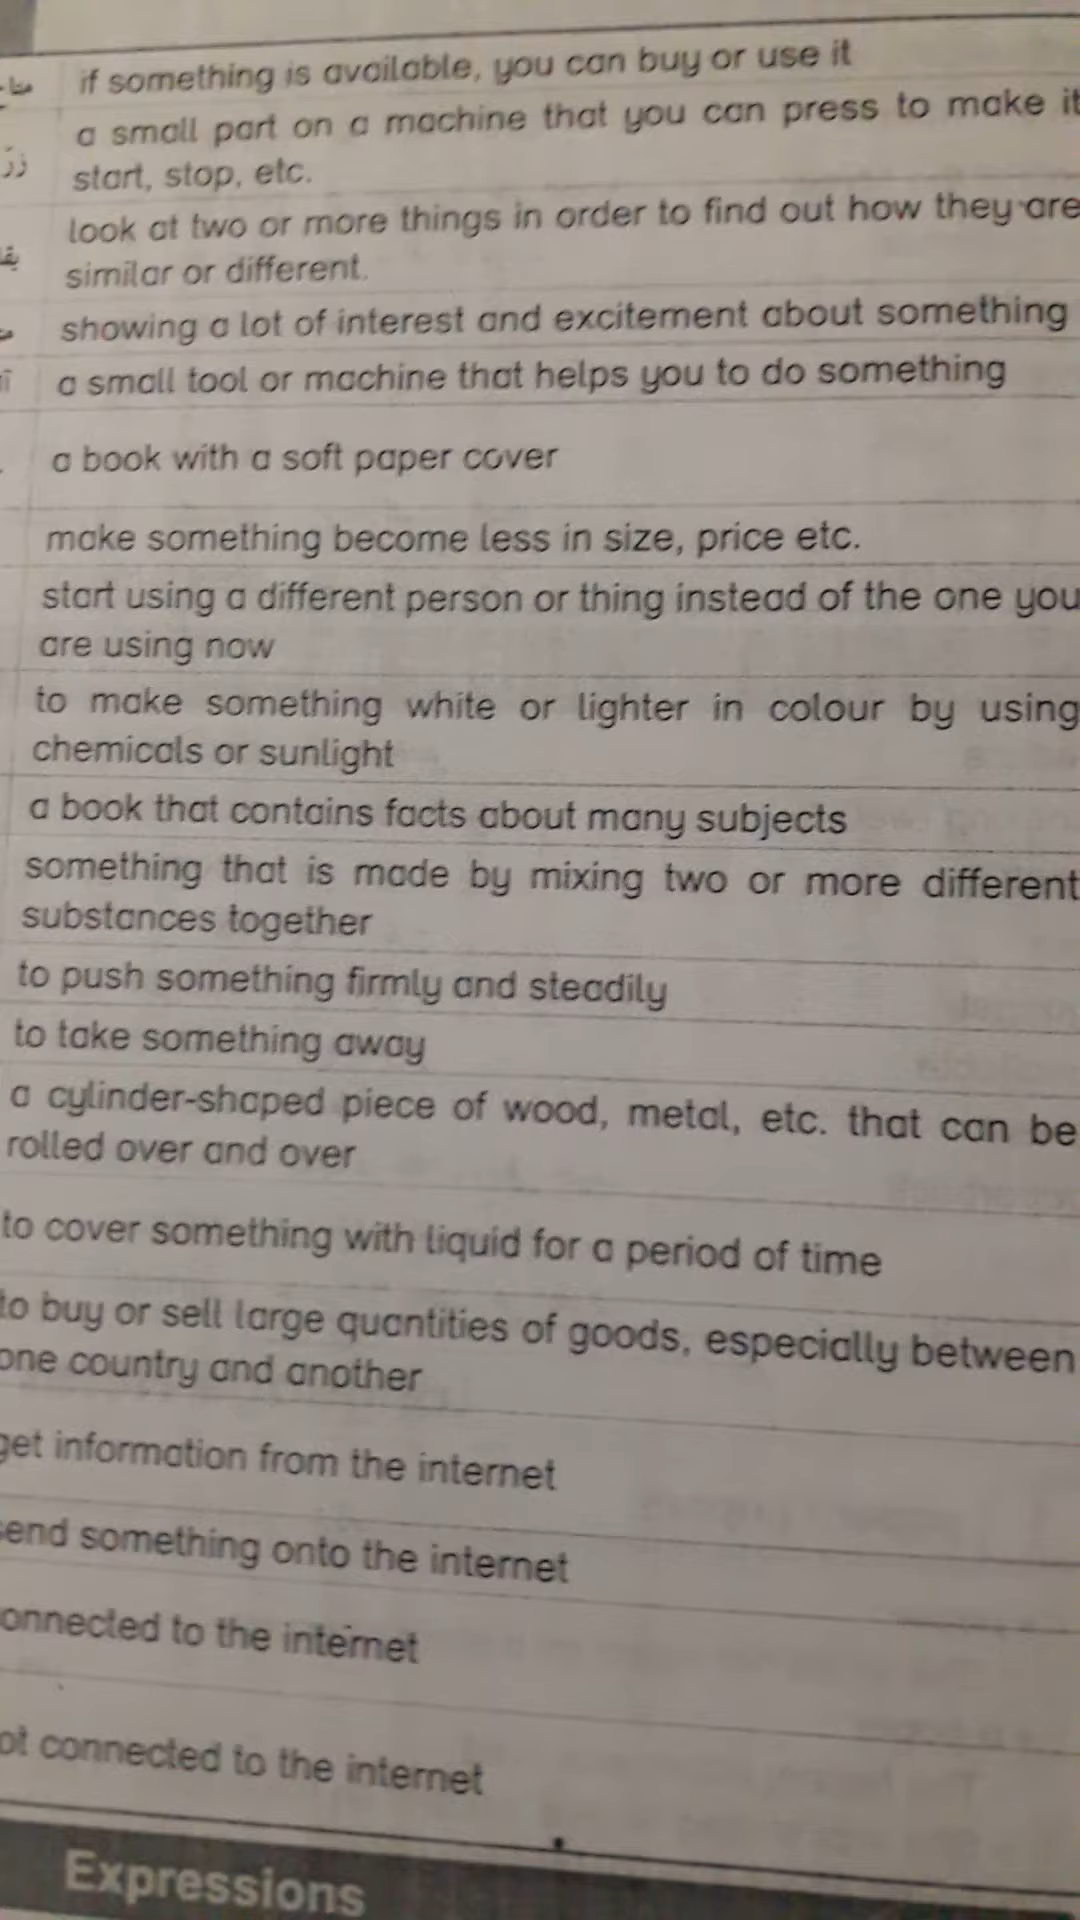 if something is available, you can buy or use it
a small part on a machine that you can press to make it
start, stop, etc.
look at two or more things in order to find out how they are
similar or different.
showing a lot of interest and excitement about something
a small tool or machine that helps you to do something
a book with a soft paper cover
make something become less in size, price etc.
start using a different person or thing instead of the one you
are using now
to make something white or lighter in colour by using
chemicals or sunlight
a book that contains facts about many subjects
something that is made by mixing two or more different
substances together
to push something firmly and steadily
to take something away
a cylinder-shaped piece of wood, metal, etc. that can be
rolled over and over
to cover something with liquid for a period of time
to buy or sell large quantities of goods, especially between
one country and another
get information from the internet
send something onto the internet
onnected to the internet
ot connected to the internet
Expressions